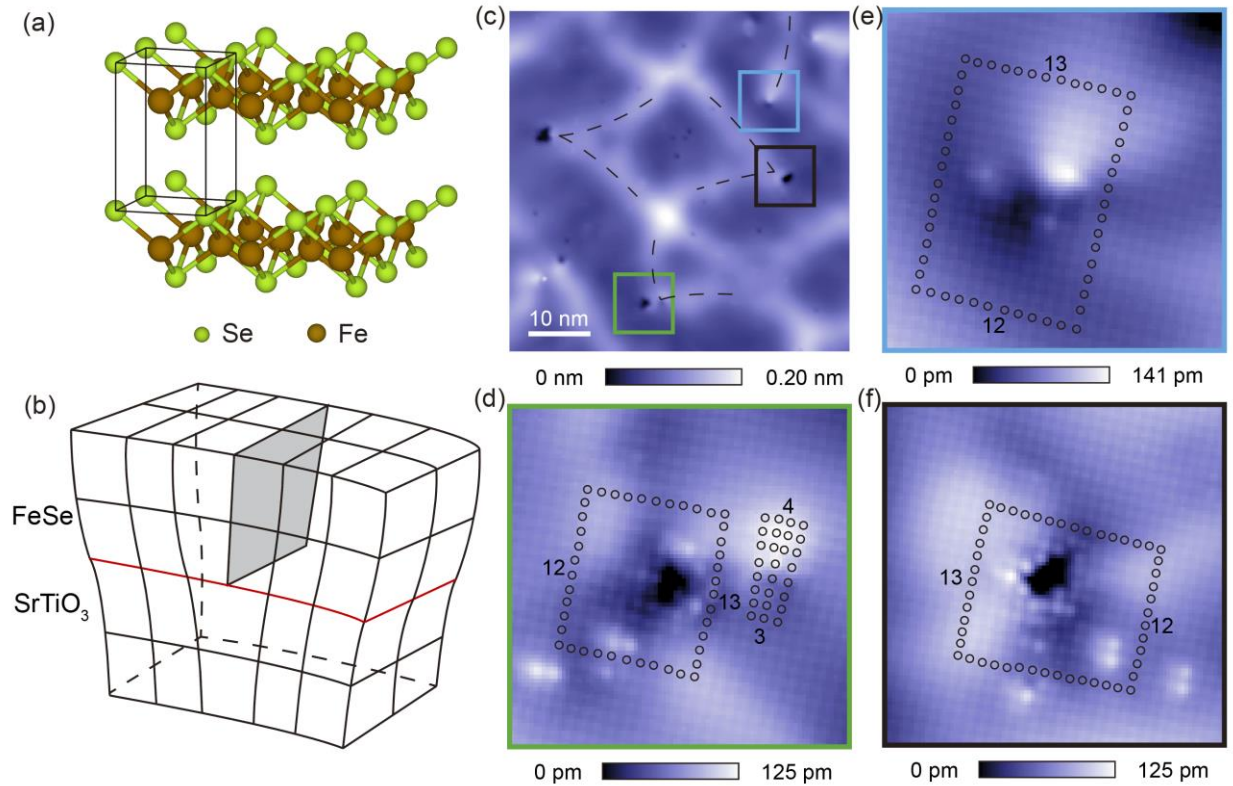 (a)
Se
Fe
(b)
FeSe
SrTiO₃
(c)
10 nm
0 nm
0.20 nm
(d)
4
12
13
3
0 pm
125 pm
(e)
13
12
0 pm
141 pm
(f)
13
12
0 pm
125 pm